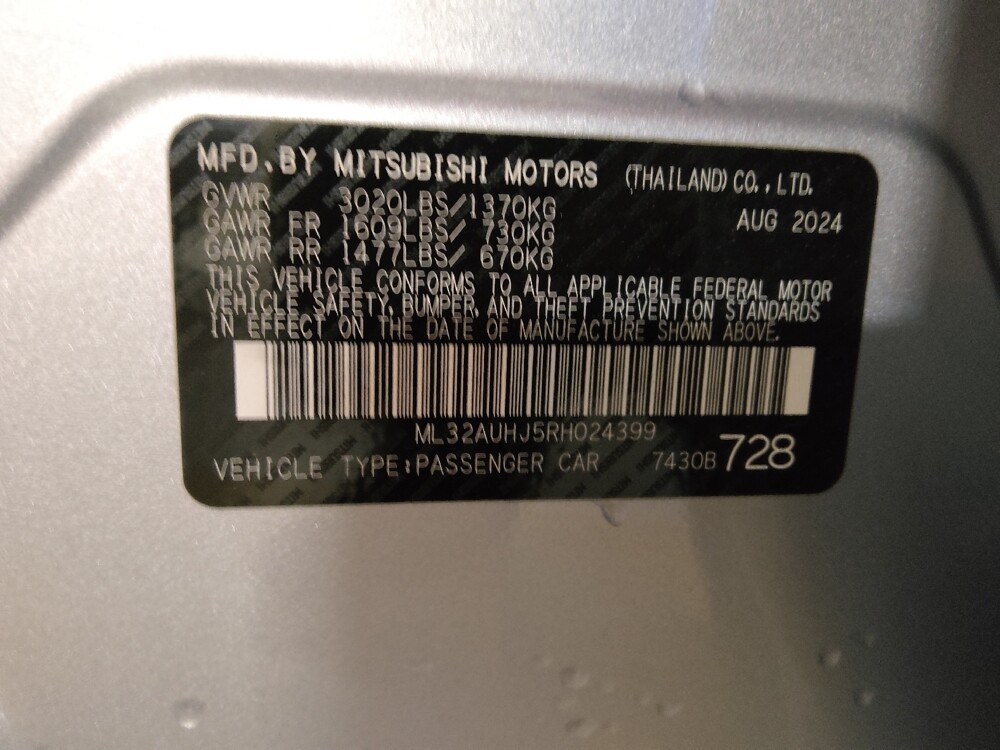 MFD. BY MITSUBISHI MOTORS (THAILAND) CO., LTD.
GVWR 3020LBS/1370KG AUG 2024
GAWR FR 1609LBS/ 730KG
GAWR RR 1477LBS/ 670KG
THIS VEHICLE CONFORMS TO ALL APPLICABLE FEDERAL MOTOR
VEHICLE SAFETY, BUMPER, AND THEFT PREVENTION STANDARDS
IN EFFECT ON THE DATE OF MANUFACTURE SHOWN ABOVE.
ML32AUHJ5RH024399
VEHICLE TYPE:PASSENGER CAR 7430B 728